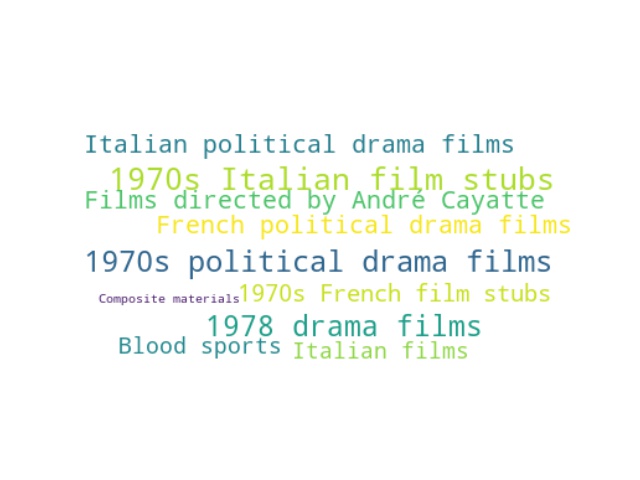 Italian political drama films
1970s Italian film stubs
Films directed by André Cayatte
French political drama films
1970s political drama films
Composite materials
1970s French film stubs
1978 drama films
Blood sports
Italian films